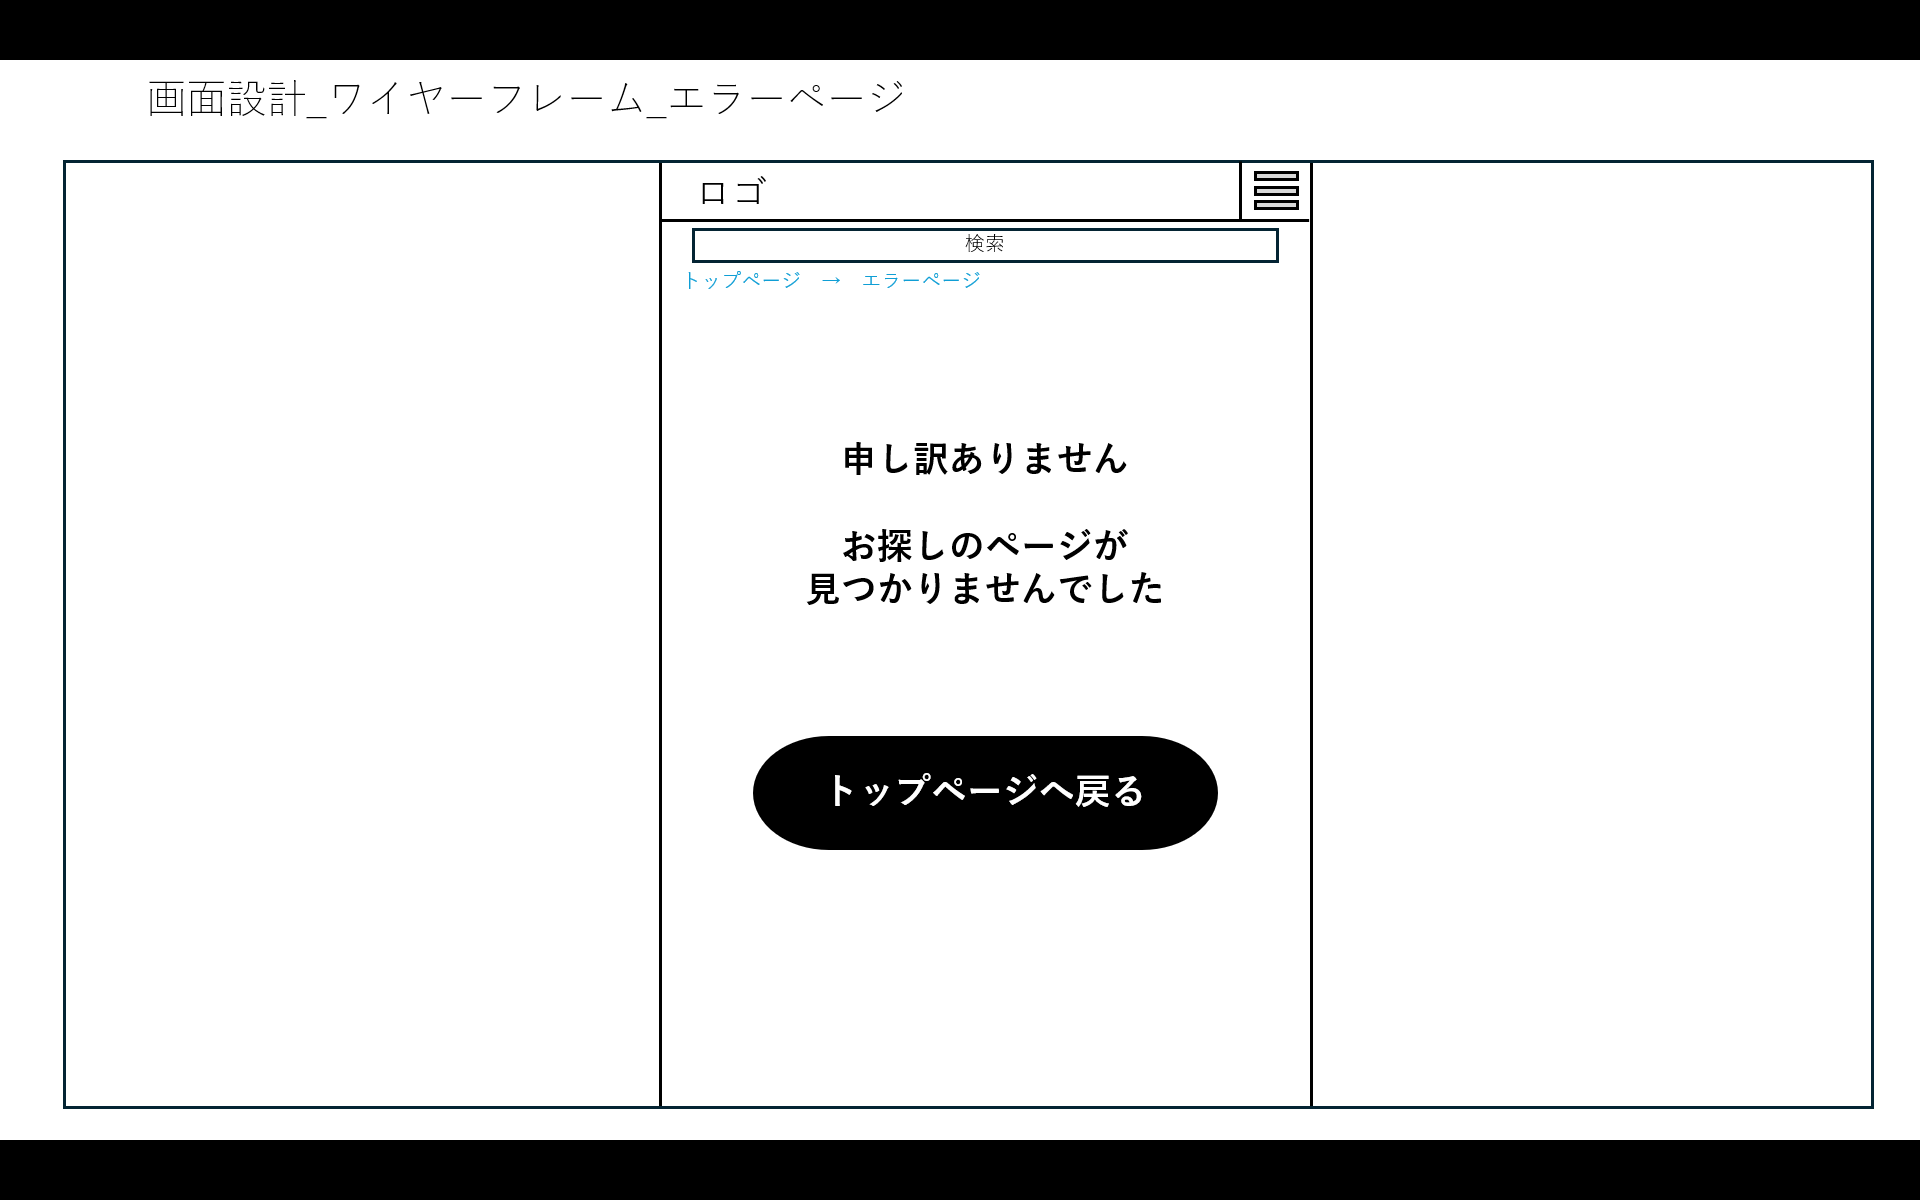 画面設計_ワイヤーフレーム_エラーページ
ロゴ
検索
トップページ　→　エラーページ
申し訳ありません
お探しのページが
見つかりませんでした
トップページへ戻る